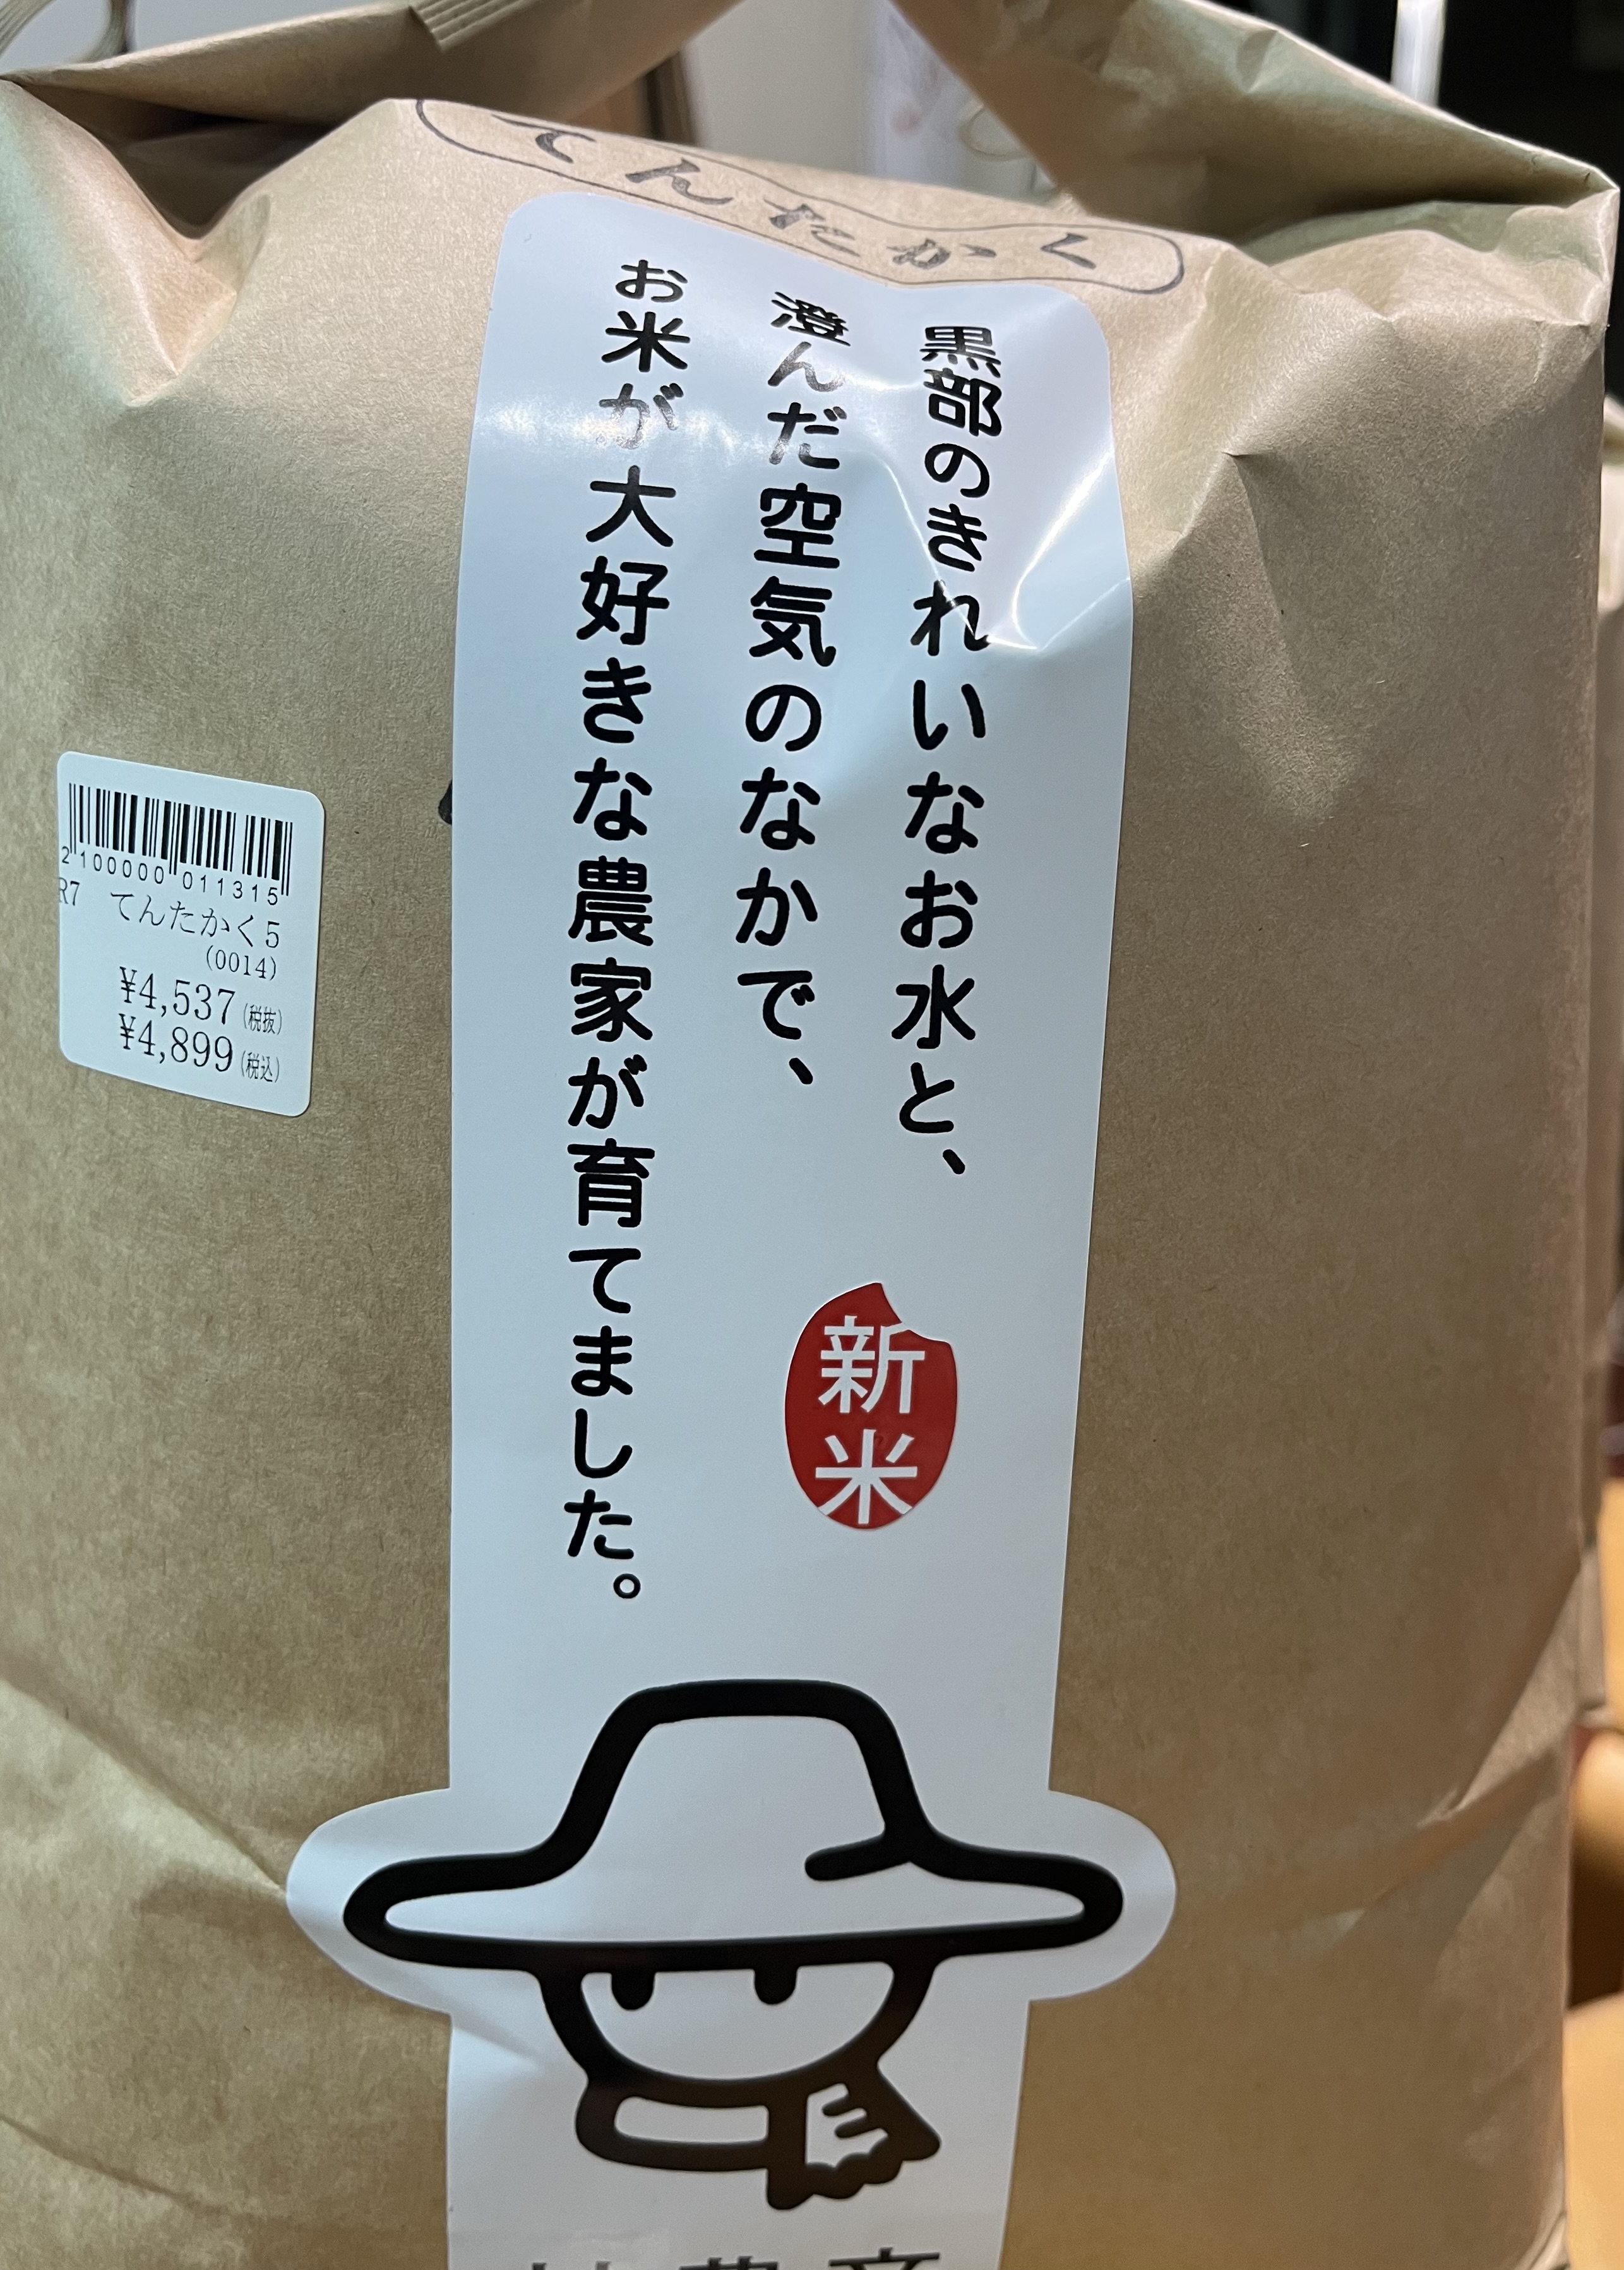 てんたかく
黒部のきれいなお水と、
澄んだ空気のなかで、
お米が大好きな農家が育てました。
新米
2 100000 011315
R7 てんたかく5
(0014)
¥4,537(税抜)
¥4,899(税込)